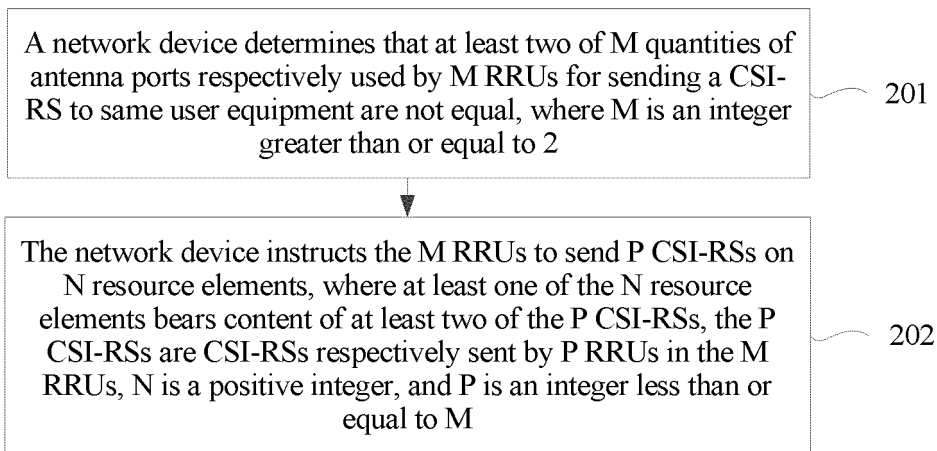 A network device determines that at least two of M quantities of
antenna ports respectively used by M RRUs for sending a CSI-
RS to same user equipment are not equal, where M is an integer
greater than or equal to 2
201
The network device instructs the M RRUs to send P CSI-RSs on
N resource elements, where at least one of the N resource
elements bears content of at least two of the P CSI-RSs, the P
CSI-RSs are CSI-RSs respectively sent by P RRUs in the M
RRUs, N is a positive integer, and P is an integer less than or
equal to M
202